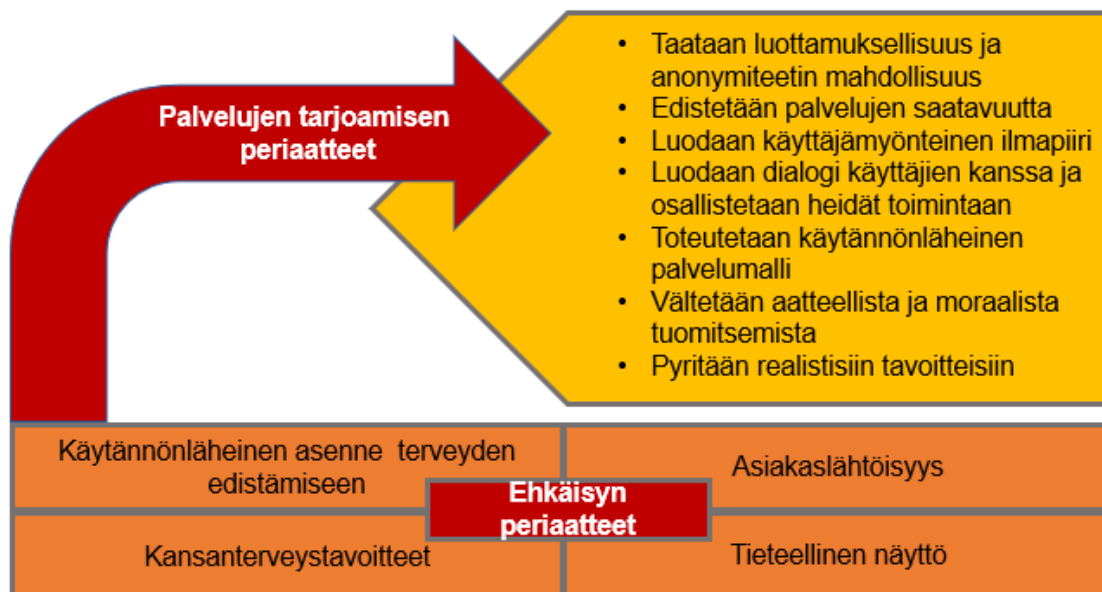 Palvelujen tarjoamisen
periaatteet
• Taataan luottamuksellisuus ja
anonymiteetin mahdollisuus
• Edistetään palvelujen saatavuutta
• Luodaan käyttäjämyönteinen ilmapiiri
• Luodaan dialogi käyttäjien kanssa ja
osallistetaan heidät toimintaan
• Toteutetaan käytännönläheinen
palvelumalli
• Vältetään aatteellista ja moraalista
tuomitsemista
• Pyritään realistisiin tavoitteisiin
Käytännönläheinen asenne terveyden
edistämiseen
Asiakaslähtöisyys
Ehkäisyn
periaatteet
Kansanterveystavoitteet
Tieteellinen näyttö